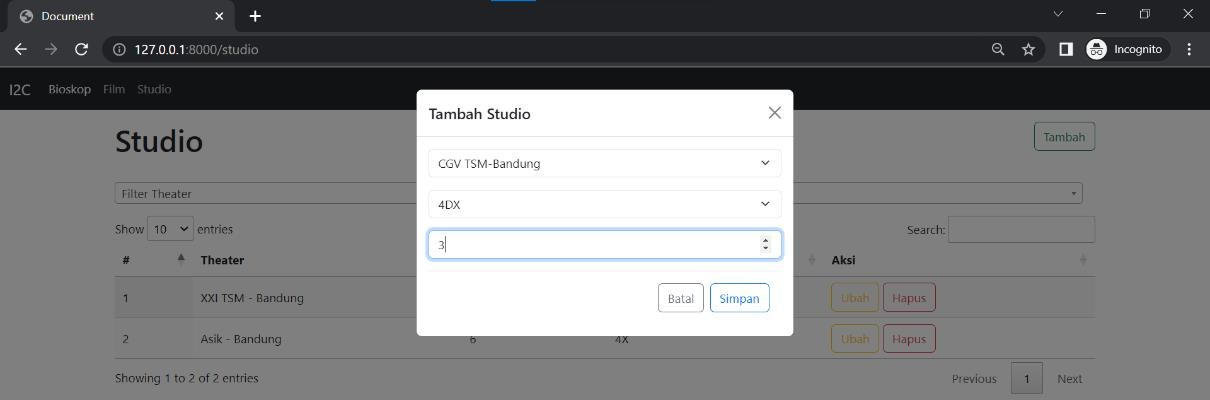 Document
127.0.0.1:8000/studio
Incognito
I2C Bioskop Film Studio
Tambah Studio
Studio
Tambah
CGV TSM-Bandung
Filter Theater
4DX
Show 10 entries
Search:
3
# Theater Aksi
1 XXI TSM - Bandung Ubah Hapus
Batal Simpan
2 Asik - Bandung 6 4X Ubah Hapus
Showing 1 to 2 of 2 entries
Previous 1 Next